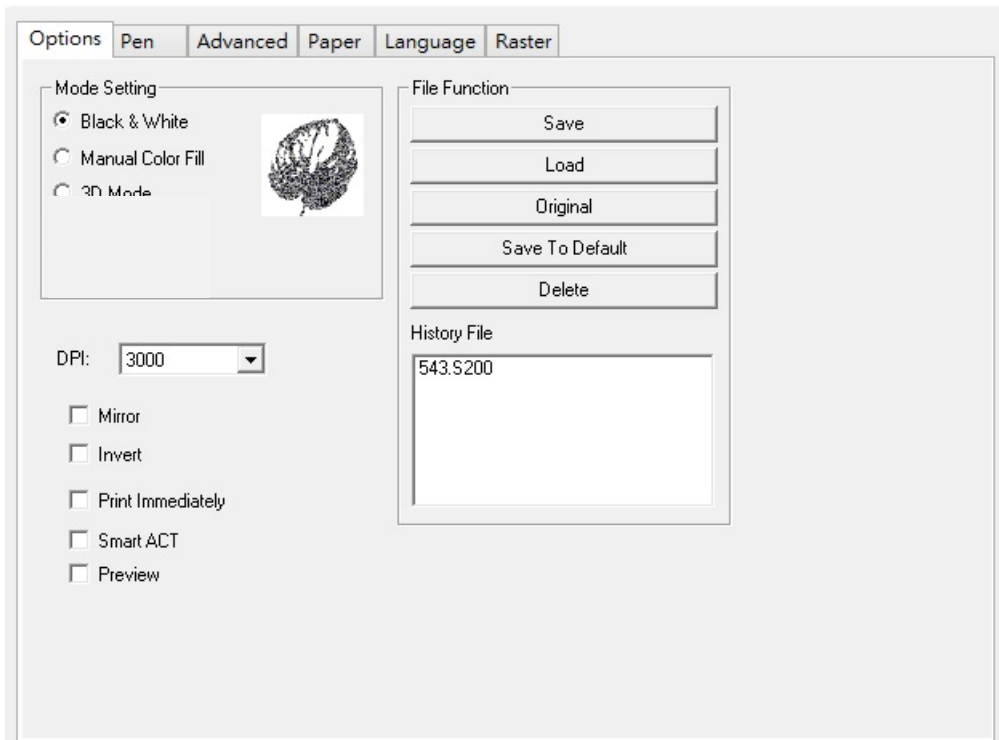 Options Pen Advanced Paper Language Raster
Mode Setting
Black & White
Manual Color Fill
3D Mode
File Function
Save
Load
Original
Save To Default
Delete
History File
543.S200
DPI: 3000
Mirror
Invert
Print Immediately
Smart ACT
Preview